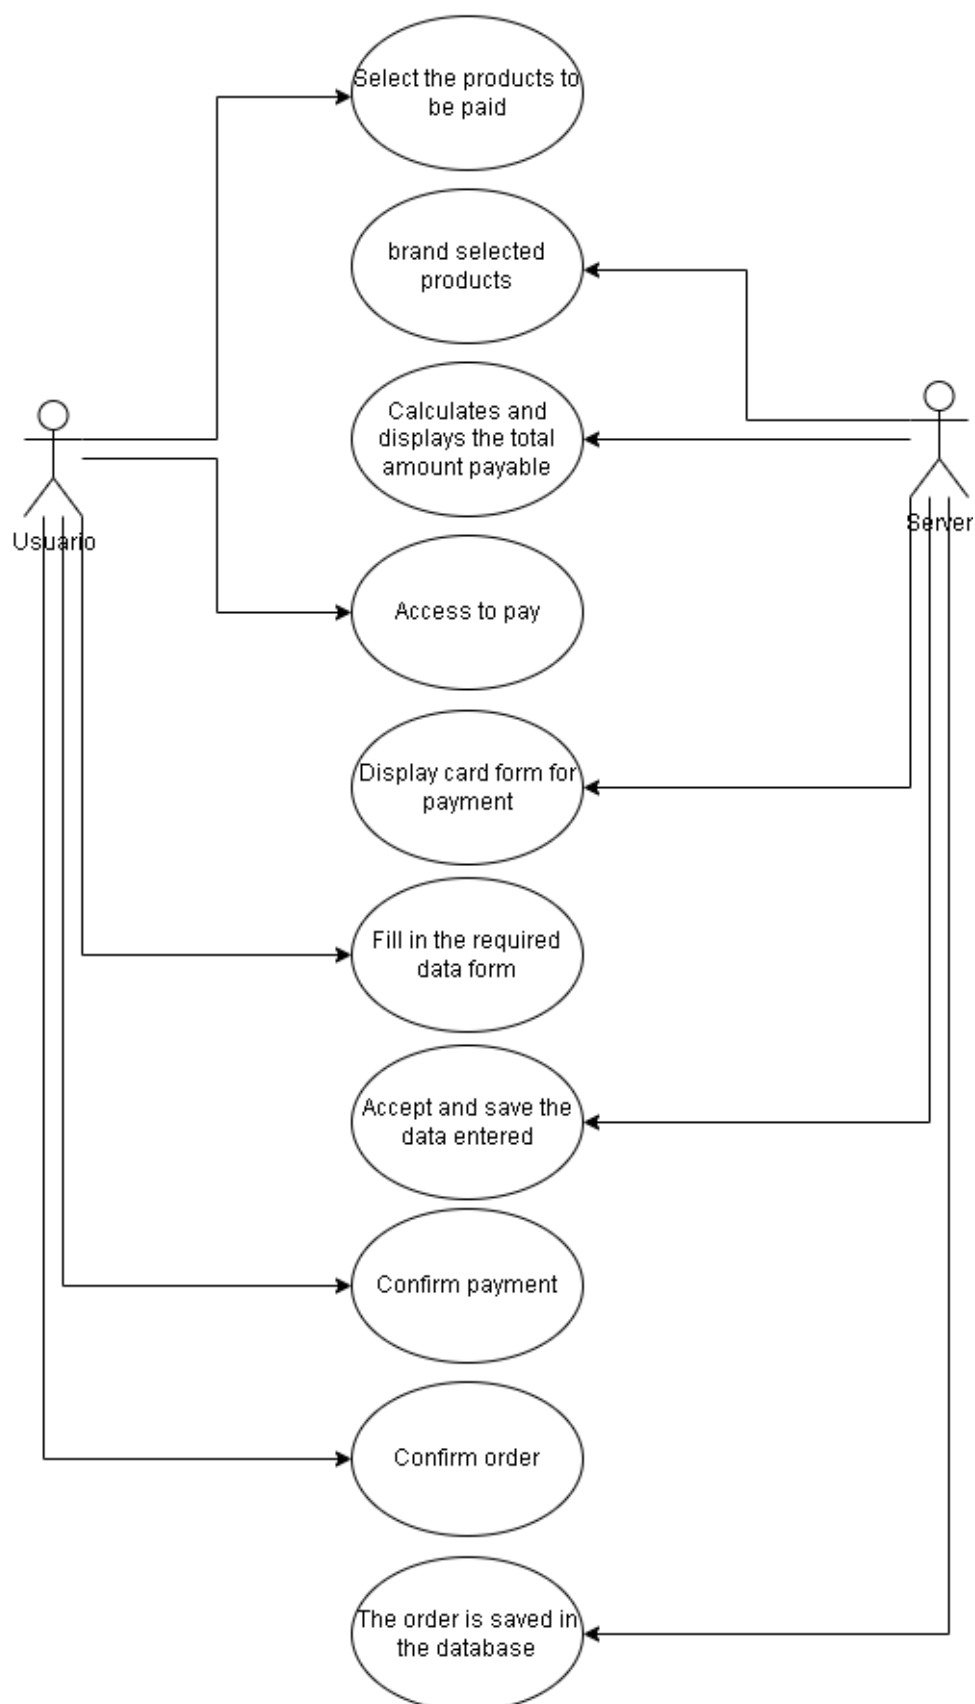 Select the products to
be paid
brand selected
products
Calculates and
displays the total
amount payable
Usuario
Server
Access to pay
Display card form for
payment
Fill in the required
data form
Accept and save the
data entered
Confirm payment
Confirm order
The order is saved in
the database